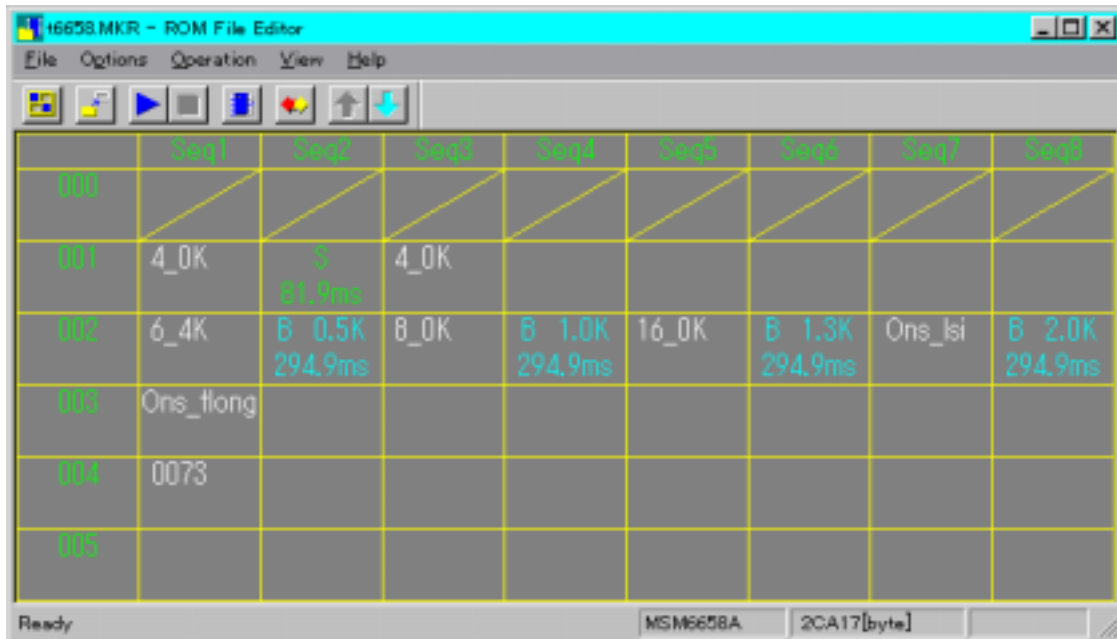 t6658.MKR - ROM File Editor
File Options Operation View Help
Seq1 Seq2 Seq3 Seq4 Seq5 Seq6 Seq7 Seq8
000
001 4_0K S 81.9ms 4_0K
002 6_4K B 0.5K 294.9ms 8_0K B 1.0K 294.9ms 16_0K B 1.3K 294.9ms Ons_lsi B 2.0K 294.9ms
003 Ons_tlong
004 0073
005
Ready MSM6658A 2CA17[byte]